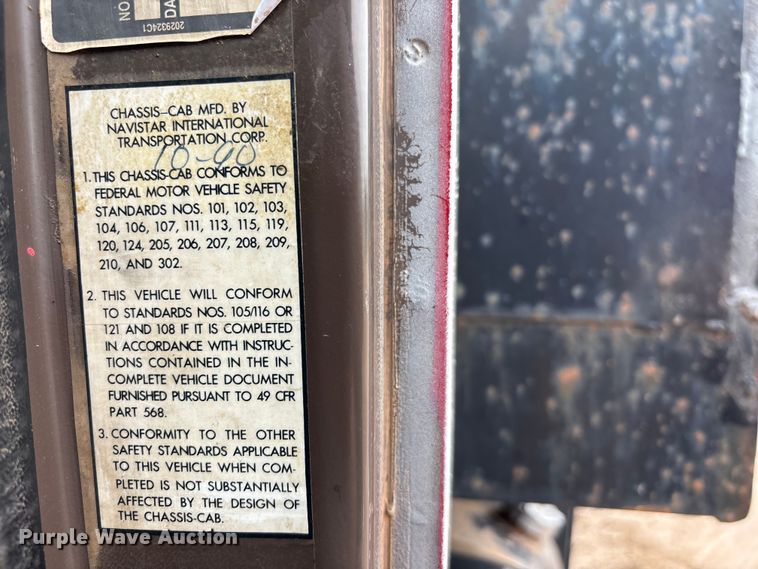 NO
DA
2029324C1
CHASSIS-CAB MFD. BY
NAVISTAR INTERNATIONAL
TRANSPORTATION CORP.
10-90
1. THIS CHASSIS-CAB CONFORMS TO
FEDERAL MOTOR VEHICLE SAFETY
STANDARDS NOS. 101, 102, 103,
104, 106, 107, 111, 113, 115, 119,
120, 124, 205, 206, 207, 208, 209,
210, AND 302.
2. THIS VEHICLE WILL CONFORM
TO STANDARDS NOS. 105/116 OR
121 AND 108 IF IT IS COMPLETED
IN ACCORDANCE WITH INSTRUC-
TIONS CONTAINED IN THE IN-
COMPLETE VEHICLE DOCUMENT
FURNISHED PURSUANT TO 49 CFR
PART 568.
3. CONFORMITY TO THE OTHER
SAFETY STANDARDS APPLICABLE
TO THIS VEHICLE WHEN COM-
PLETED IS NOT SUBSTANTIALLY
AFFECTED BY THE DESIGN OF
THE CHASSIS-CAB.
Purple Wave Auction